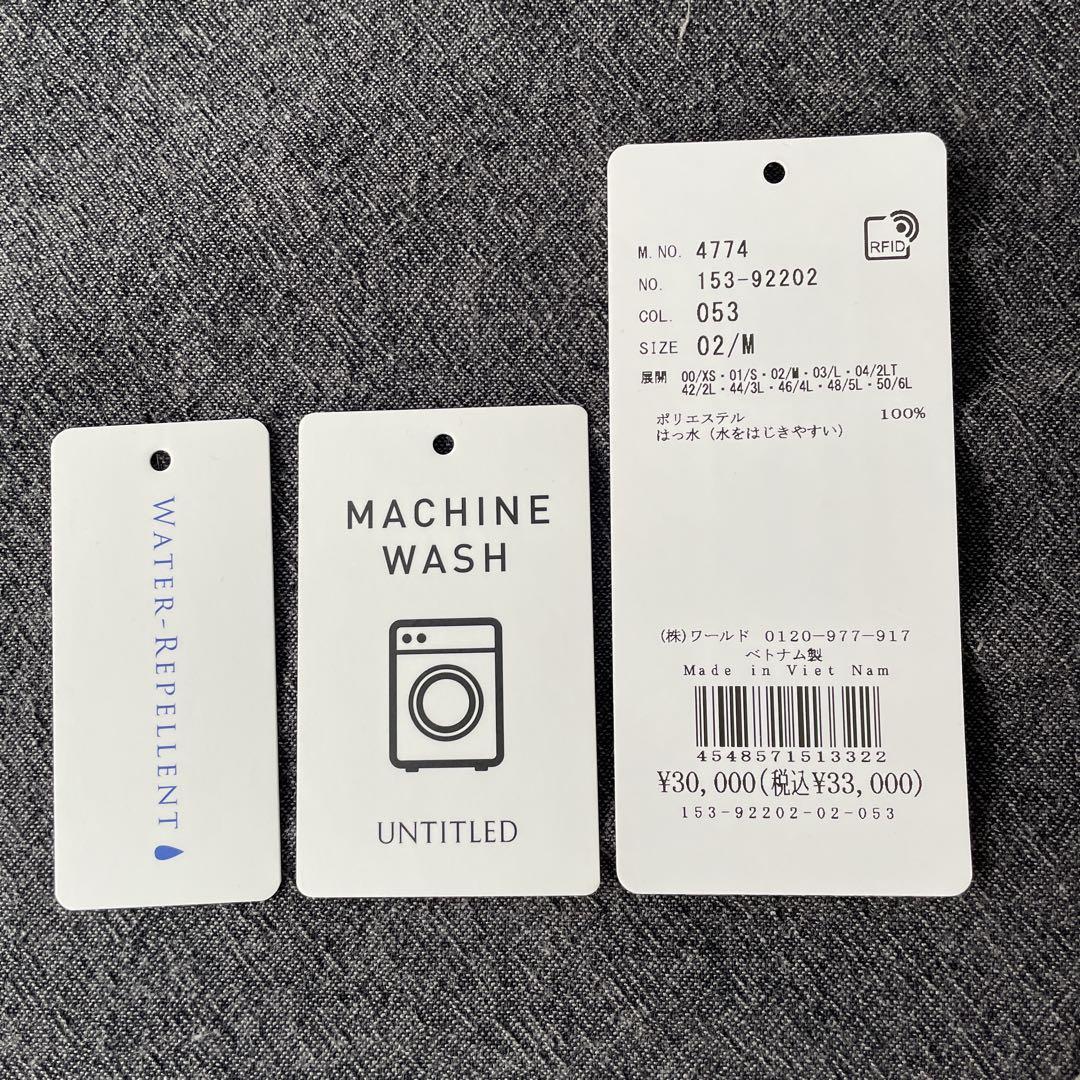 WATER-REPELLENT
MACHINE
WASH
UNTITLED
RFID
M.NO. 4774
NO. 153-92202
COL. 053
SIZE 02/M
展開 00/XS・01/S・02/M・03/L・04/2LT
42/2L・44/3L・46/4L・48/5L・50/6L
ポリエステル 100%
はっ水（水をはじきやすい）
(株)ワールド 0120-977-917
ベトナム製
Made in Viet Nam
4548571513322
¥30,000(税込¥33,000)
153-92202-02-053